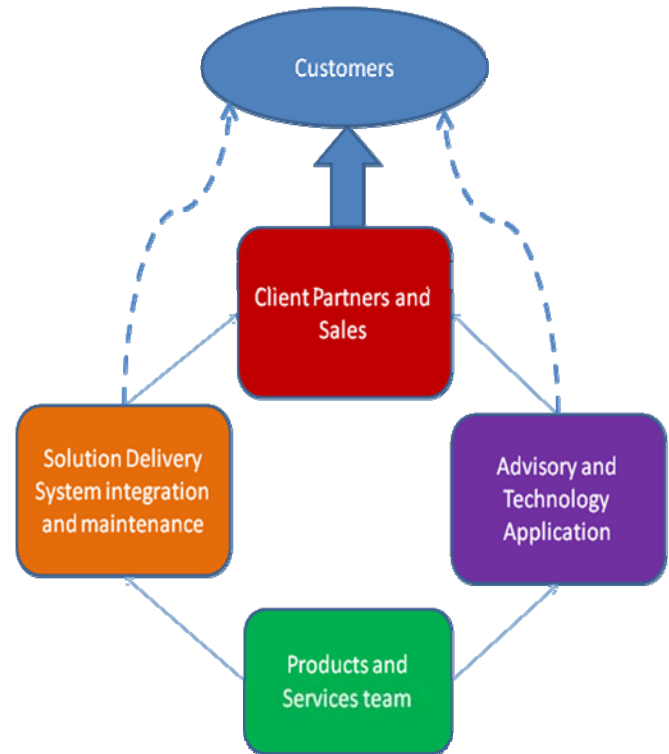 Customers
Client Partners and
Sales
Solution Delivery
System integration
and maintenance
Advisory and
Technology
Application
Products and
Services team